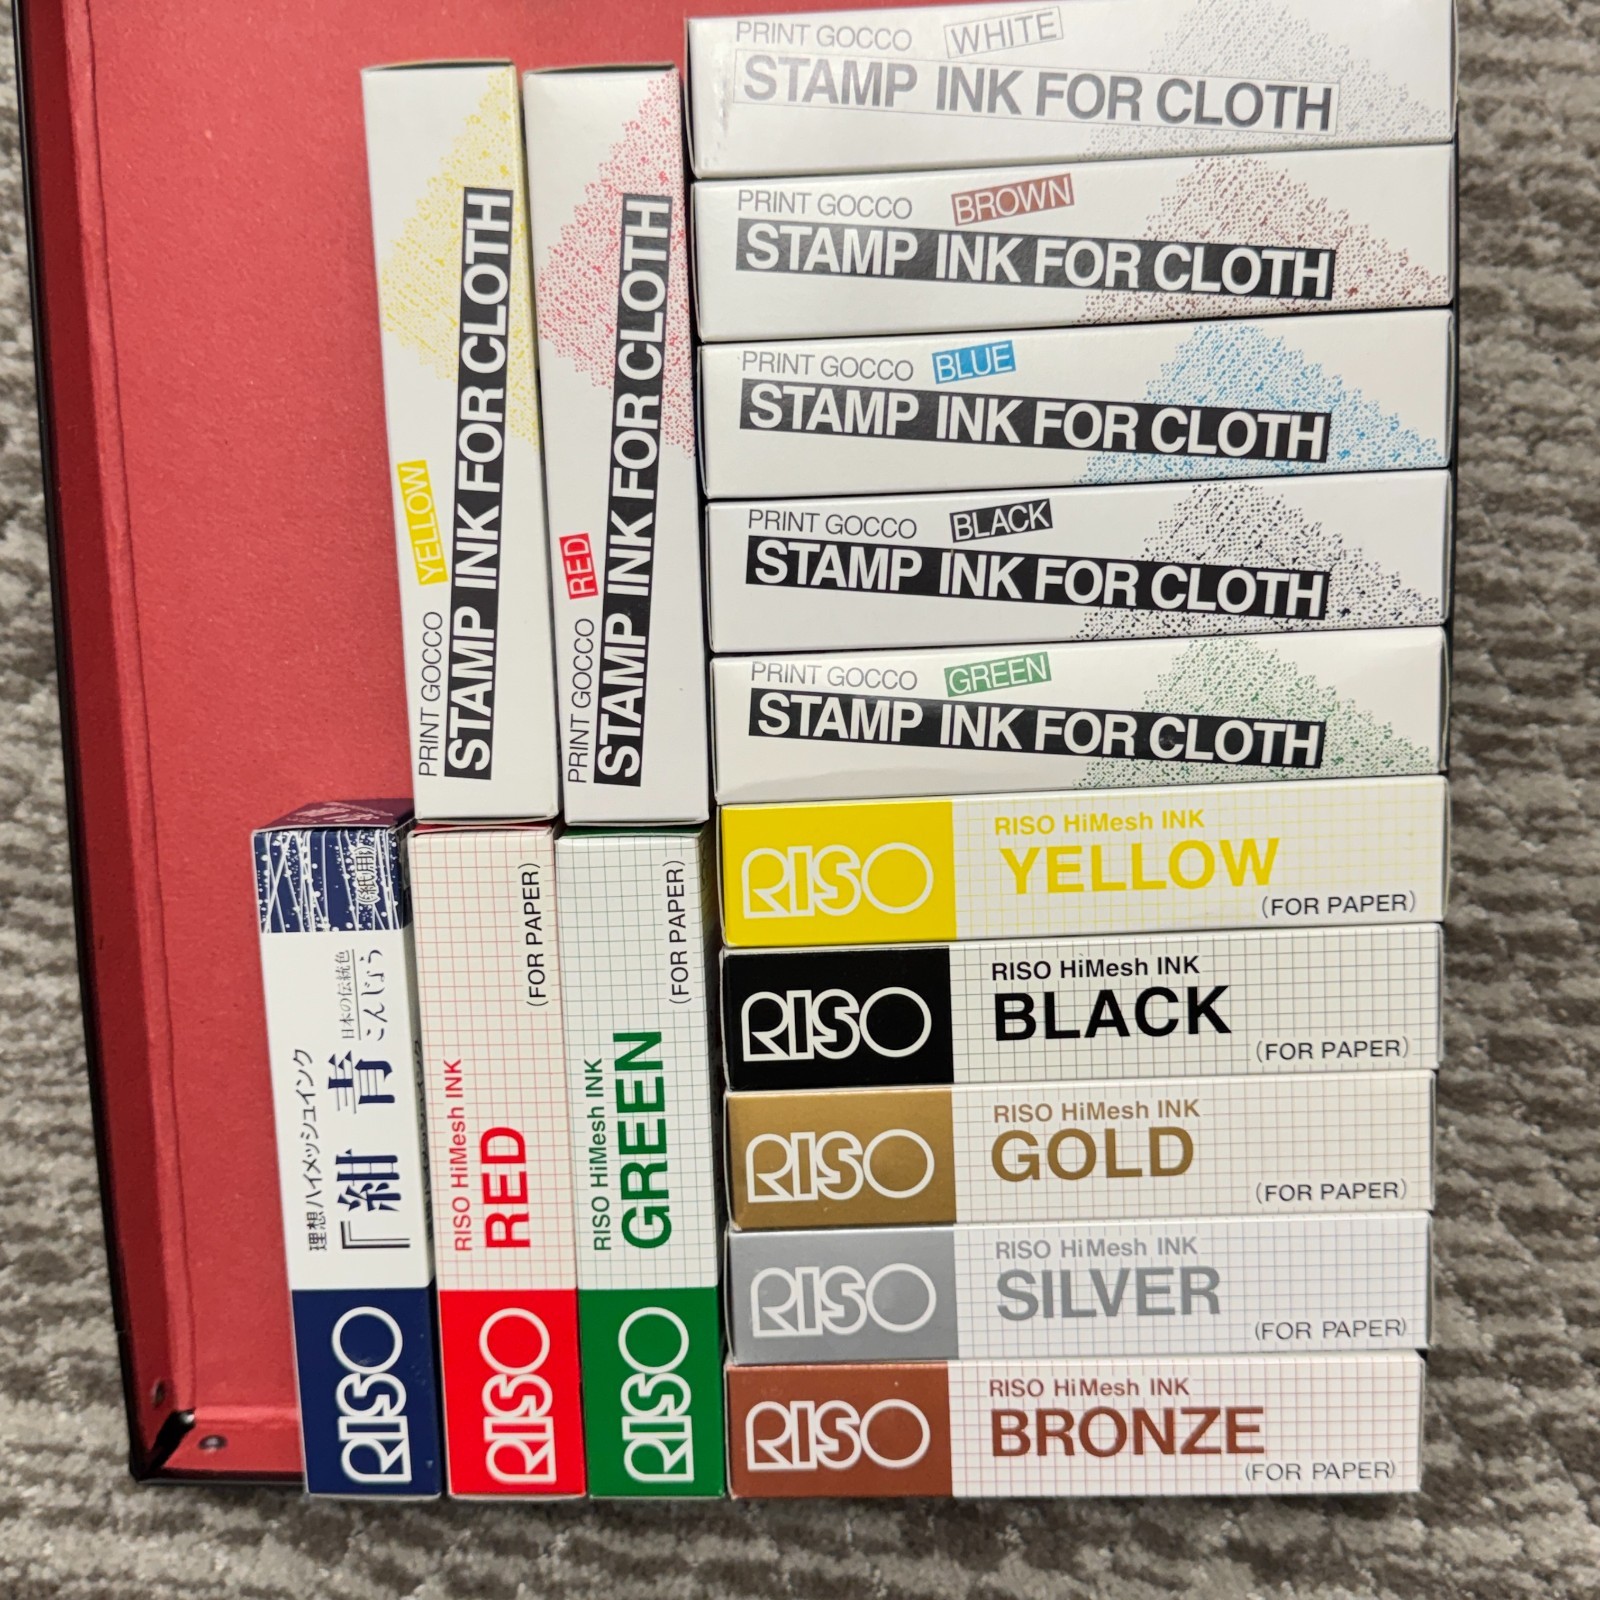 PRINT GOCCO WHITE
STAMP INK FOR CLOTH
PRINT GOCCO BROWN
STAMP INK FOR CLOTH
PRINT GOCCO BLUE
STAMP INK FOR CLOTH
PRINT GOCCO BLACK
STAMP INK FOR CLOTH
PRINT GOCCO GREEN
STAMP INK FOR CLOTH
PRINT GOCCO YELLOW
STAMP INK FOR CLOTH
PRINT GOCCO RED
STAMP INK FOR CLOTH
RISO
RISO HiMesh INK
YELLOW
(FOR PAPER)
RISO
RISO HiMesh INK
BLACK
(FOR PAPER)
RISO
RISO HiMesh INK
GOLD
(FOR PAPER)
RISO
RISO HiMesh INK
SILVER
(FOR PAPER)
RISO
RISO HiMesh INK
BRONZE
(FOR PAPER)
RISO
理想ハイメッシュインク
『紺青
日本の伝統色
こんじょう
(紙用)
RISO
RISO HiMesh INK
RED
(FOR PAPER)
RISO
RISO HiMesh INK
GREEN
(FOR PAPER)